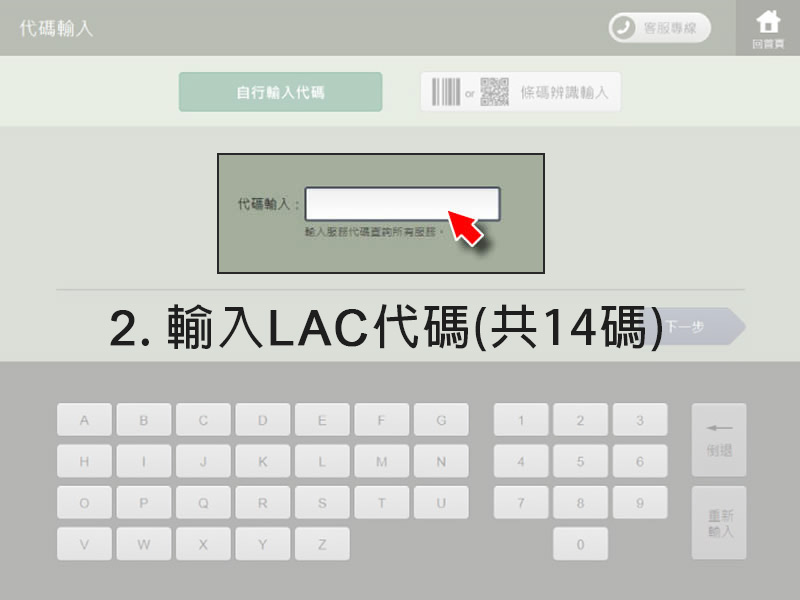 代碼輸入
客服專線
回首頁
自行輸入代碼
or
條碼辨識輸入
代碼輸入：
輸入服務代碼查詢所有服務。
2. 輸入LAC代碼(共14碼)
下一步
A B C D E F G 1 2 3
倒退
H I J K L M N 4 5 6
O P Q R S T U 7 8 9
重新
輸入
V W X Y Z 0